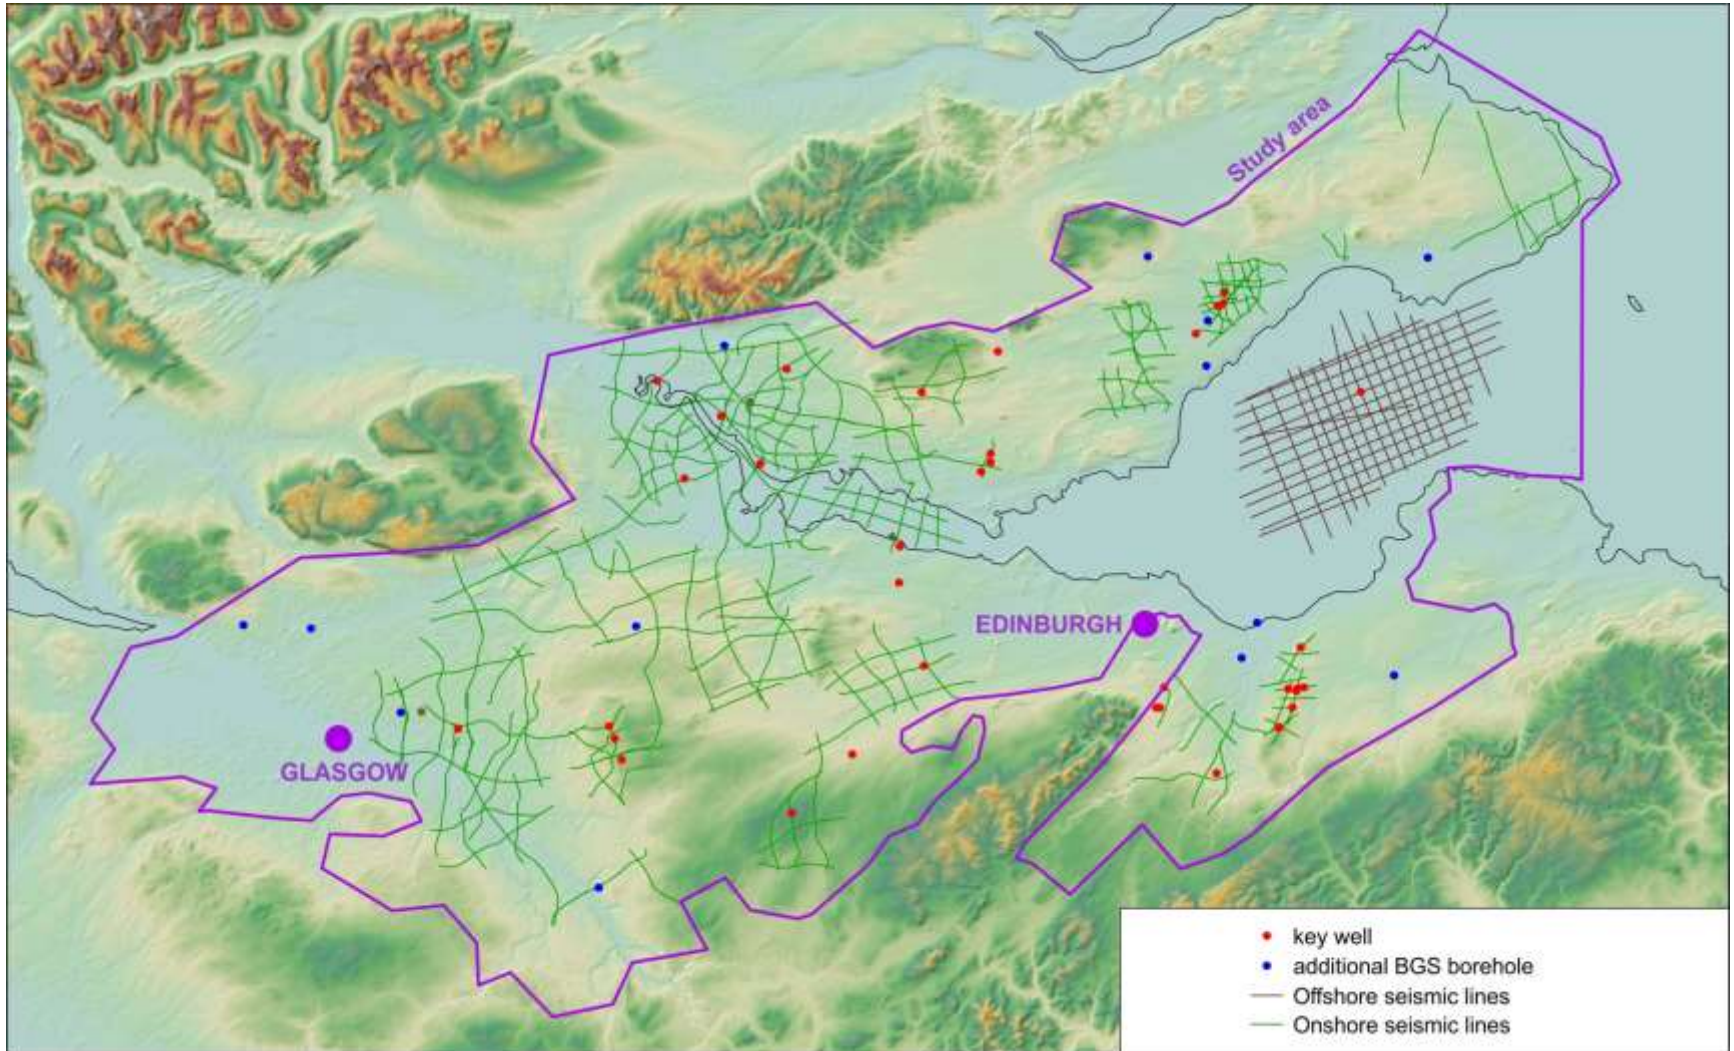 Study area
EDINBURGH
GLASGOW
key well
additional BGS borehole
Offshore seismic lines
Onshore seismic lines